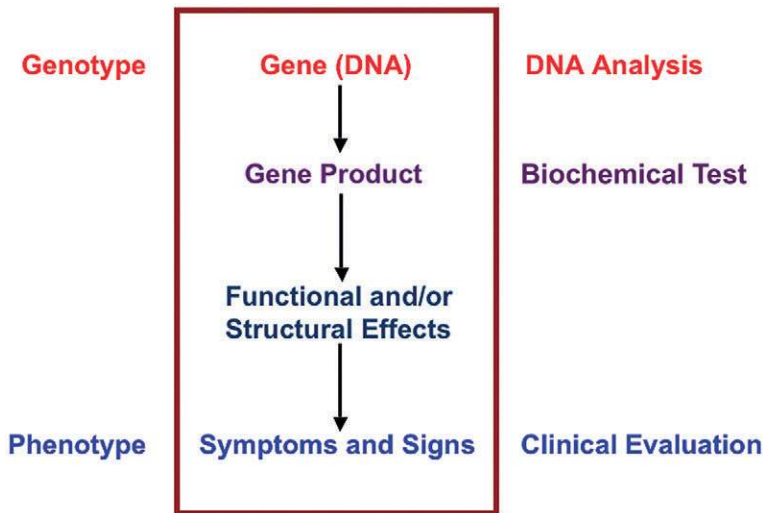 Genotype Gene (DNA) DNA Analysis
Gene Product Biochemical Test
Functional and/or
Structural Effects
Phenotype Symptoms and Signs Clinical Evaluation